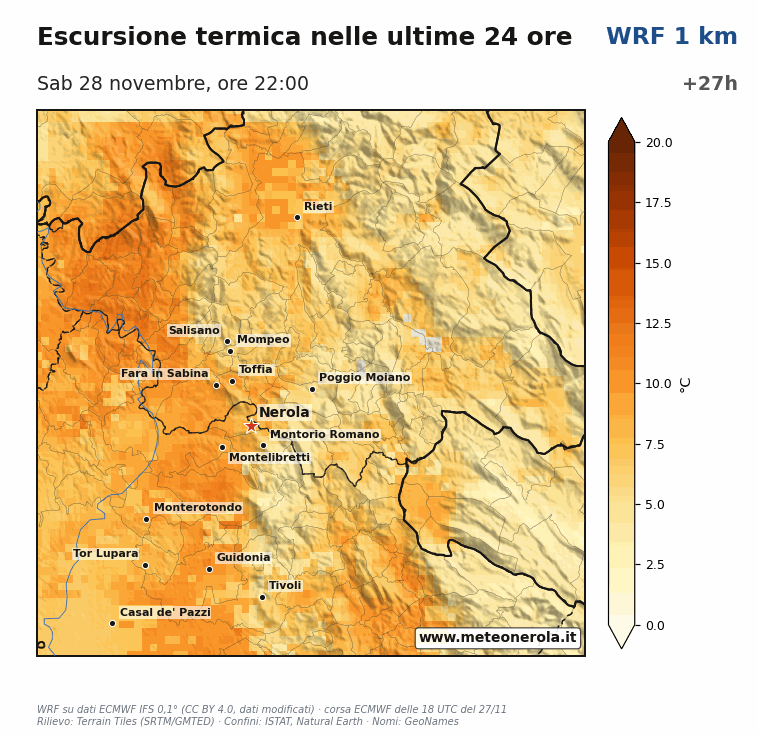 Escursione termica nelle ultime 24 ore
WRF 1 km
Sab 28 novembre, ore 22:00
+27h
Rieti
Salisano
Mompeo
Toffia
Fara in Sabina
Poggio Moiano
Nerola
Montorio Romano
Montelibretti
Monterotondo
Tor Lupara
Guidonia
Tivoli
Casal de' Pazzi
www.meteonerola.it
20.0
17.5
15.0
12.5
10.0
7.5
5.0
2.5
0.0
°C
WRF su dati ECMWF IFS 0,1° (CC BY 4.0, dati modificati) · corsa ECMWF delle 18 UTC del 27/11
Rilievo: Terrain Tiles (SRTM/GMTED) · Confini: ISTAT, Natural Earth · Nomi: GeoNames